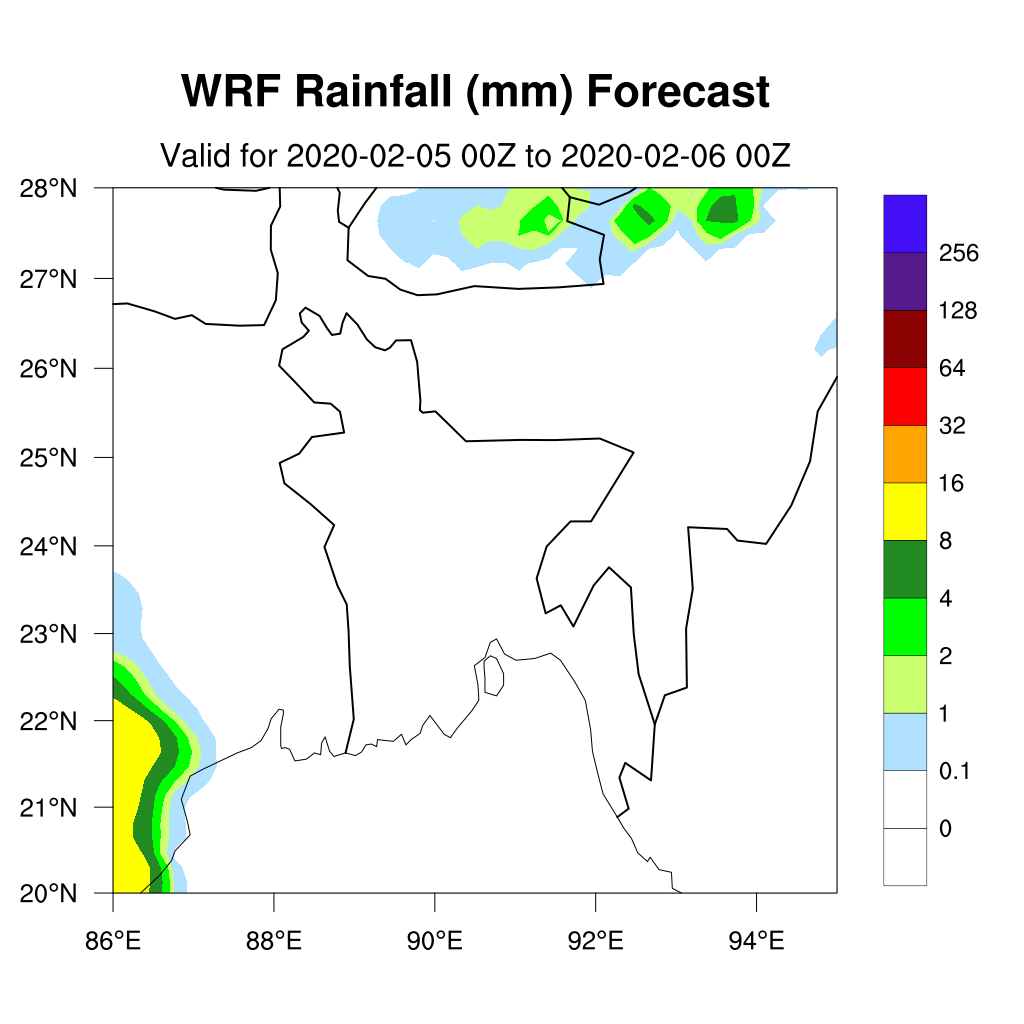 WRF Rainfall (mm) Forecast
Valid for 2020-02-05 00Z to 2020-02-06 00Z
28°N
27°N
26°N
25°N
24°N
23°N
22°N
21°N
20°N
86°E
88°E
90°E
92°E
94°E
256
128
64
32
16
8
4
2
1
0.1
0